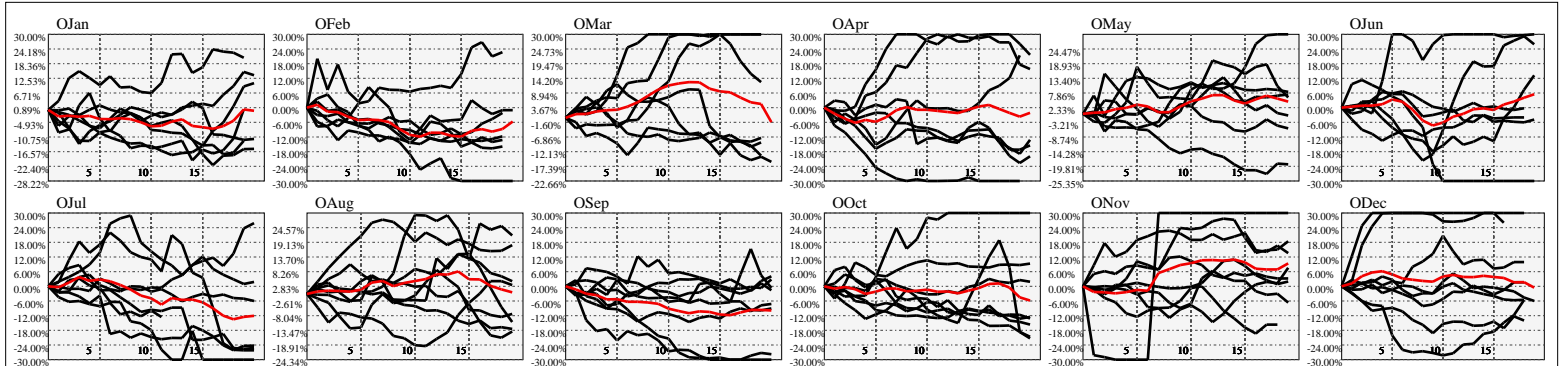 OJan OFeb OMar OApr OMay OJun
30.00% 30.00% 30.00% 30.00% 30.00%
24.18% 24.00% 24.73% 24.00% 24.47% 24.00%
18.36% 18.00% 19.47% 18.00% 18.93% 18.00%
12.53% 12.00% 14.20% 12.00% 13.40% 12.00%
6.71% 6.00% 8.94% 6.00% 7.86% 6.00%
0.89% 0.00% 3.67% 0.00% 2.33% 0.00%
-4.93% -6.00% -1.60% -6.00% -3.21% -6.00%
-10.75% -12.00% -6.86% -12.00% -8.74% -12.00%
-16.57% -18.00% -12.13% -18.00% -14.28% -18.00%
-22.40% -24.00% -17.39% -24.00% -19.81% -24.00%
-28.22% -30.00% -22.66% -30.00% -25.35% -30.00%
5 10 15 5 10 15 5 10 15 5 10 15 5 10 15 5 10 15
OJul OAug OSep OOct ONov ODec
30.00% 30.00% 30.00% 30.00% 30.00%
24.00% 24.57% 24.00% 24.00% 24.00% 24.00%
18.00% 19.13% 18.00% 18.00% 18.00% 18.00%
12.00% 13.70% 12.00% 12.00% 12.00% 12.00%
6.00% 8.26% 6.00% 6.00% 6.00% 6.00%
0.00% 2.83% 0.00% 0.00% 0.00% 0.00%
-6.00% -2.61% -6.00% -6.00% -6.00% -6.00%
-12.00% -8.04% -12.00% -12.00% -12.00% -12.00%
-18.00% -13.47% -18.00% -18.00% -18.00% -18.00%
-24.00% -18.91% -24.00% -24.00% -24.00% -24.00%
-30.00% -24.34% -30.00% -30.00% -30.00% -30.00%
5 10 15 5 10 15 5 10 15 5 10 15 5 10 15 5 10 15